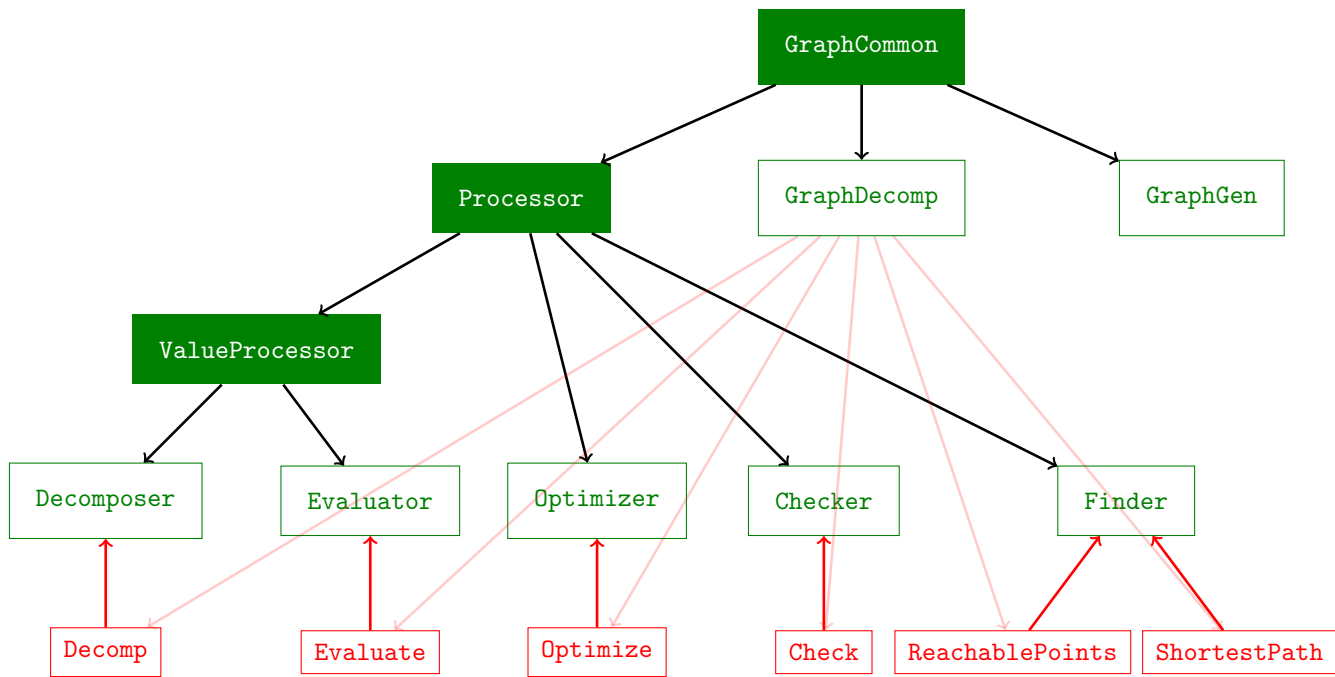 GraphCommon
Processor
GraphDecomp
GraphGen
ValueProcessor
Decomposer
Evaluator
Optimizer
Checker
Finder
Decomp
Evaluate
Optimize
Check
ReachablePoints
ShortestPath